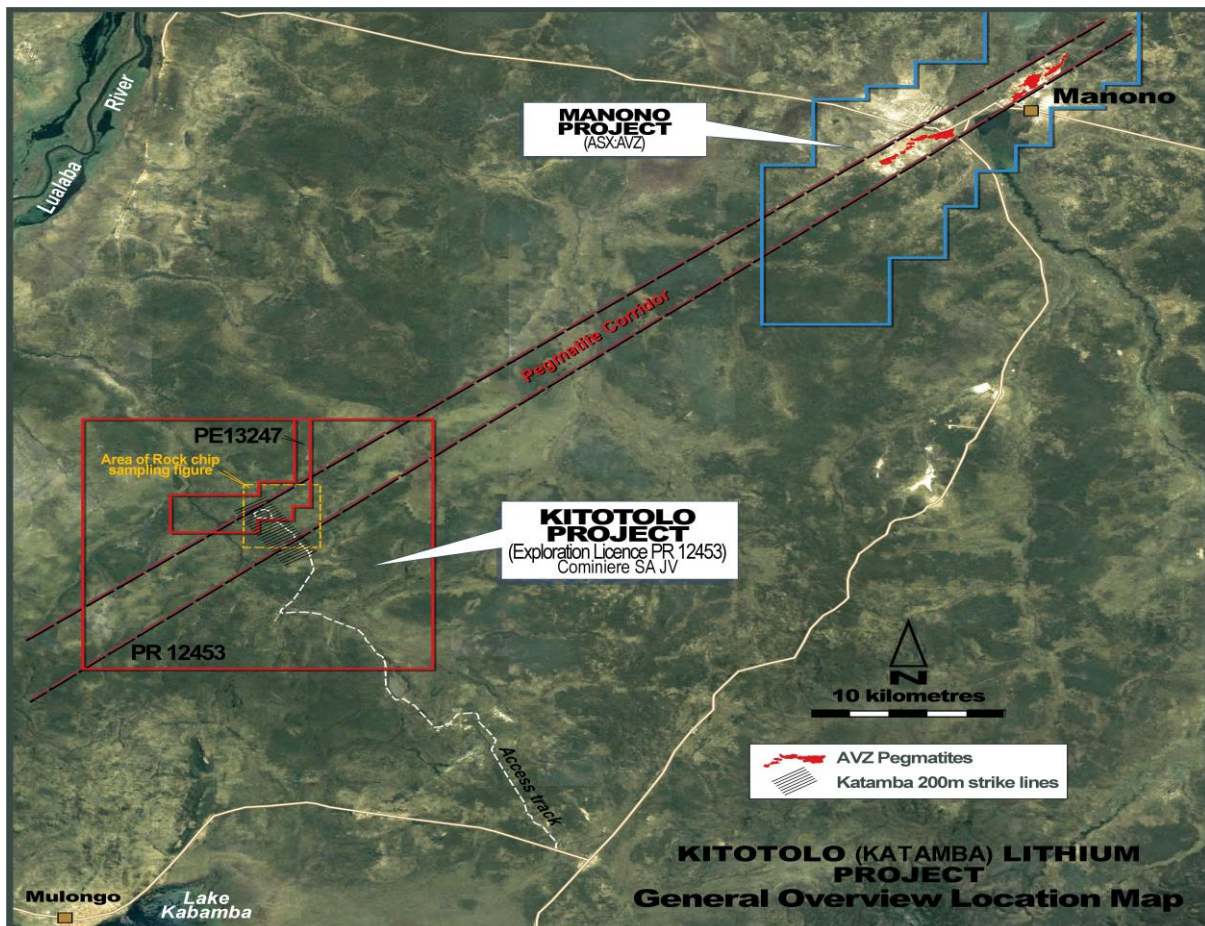 Lualaba River
MANONO
PROJECT
(ASX:AVZ)
Manono
Pegmatite Corridor
PE13247
Area of Rock chip
sampling figure
KITOTOLO
PROJECT
(Exploration Licence PR 12453)
Cominiere SA JV
PR 12453
N
10 kilometres
Access track
AVZ Pegmatites
Katamba 200m strike lines
Mulongo
Lake
Kabamba
KITOTOLO (KATAMBA) LITHIUM
PROJECT
General Overview Location Map